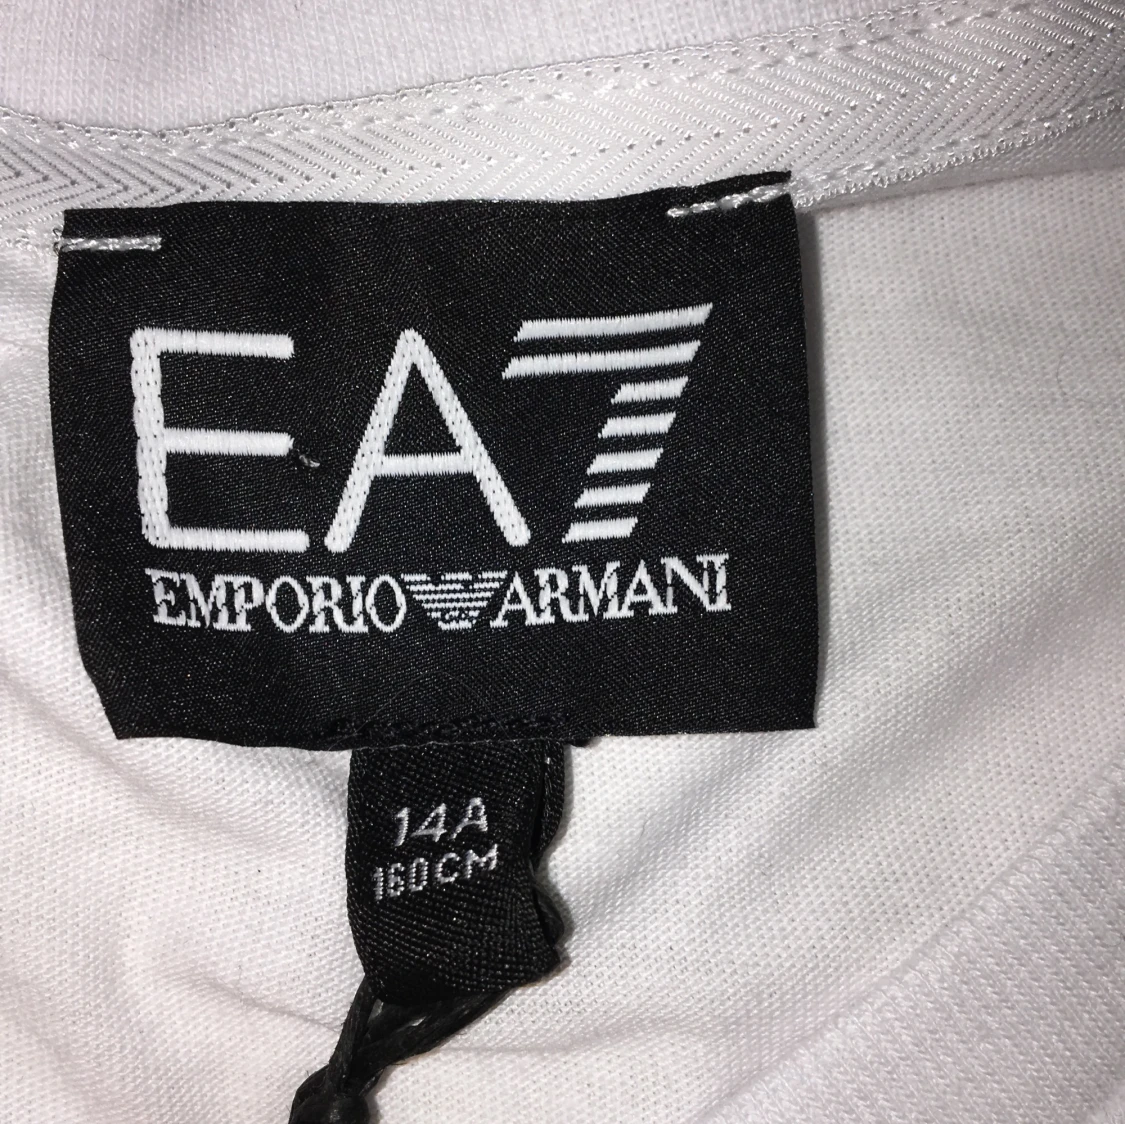 EA7
EMPORIO ARMANI
14A
160CM